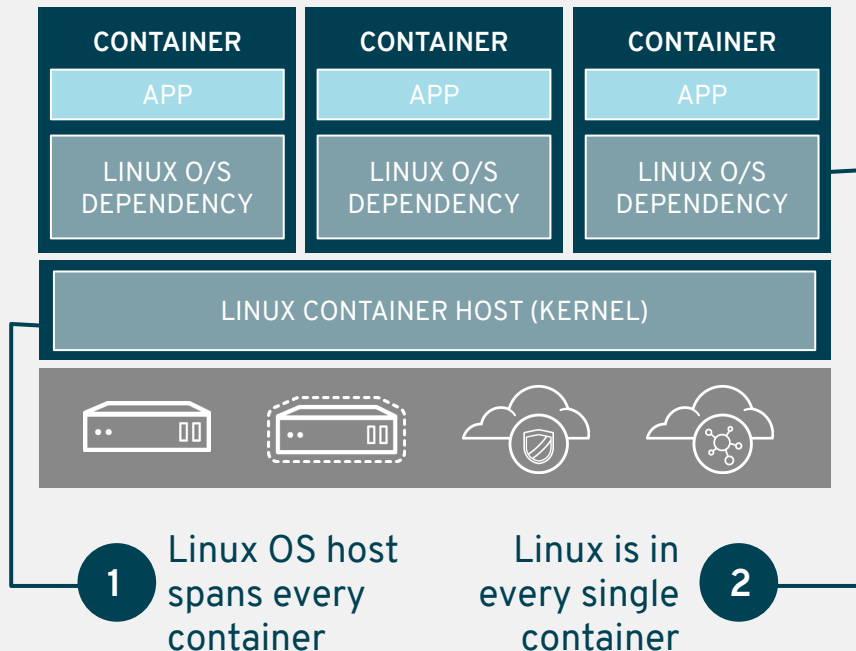 CONTAINER
APP
LINUX O/S
DEPENDENCY
CONTAINER
APP
LINUX O/S
DEPENDENCY
CONTAINER
APP
LINUX O/S
DEPENDENCY
LINUX CONTAINER HOST (KERNEL)
1
Linux OS host
spans every
container
Linux is in
every single
container
2